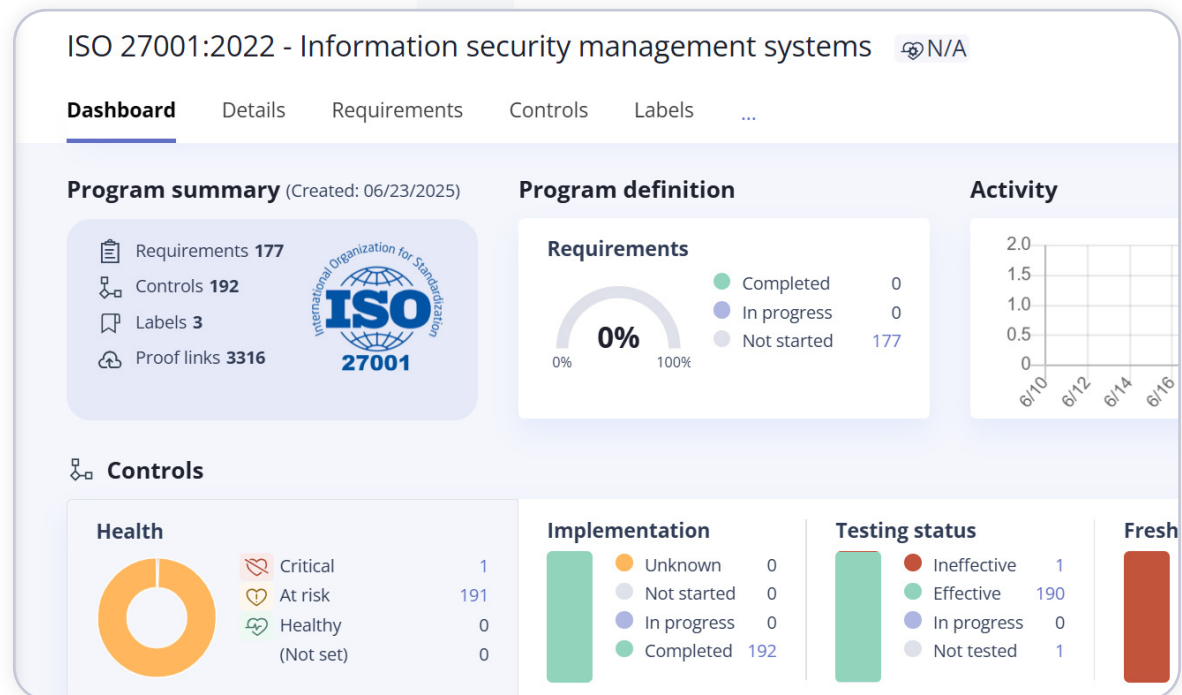 ISO 27001:2022 - Information security management systems N/A
Dashboard Details Requirements Controls Labels ...
Program summary (Created: 06/23/2025)
Requirements 177
Controls 192
Labels 3
Proof links 3316
International Organization for Standardization
ISO
27001
Program definition
Requirements
0%
0% 100%
Completed 0
In progress 0
Not started 177
Activity
2.0
1.5
1.0
0.5
0
6/10 6/12 6/14 6/16
Controls
Health
Critical 1
At risk 191
Healthy 0
(Not set) 0
Implementation
Unknown 0
Not started 0
In progress 0
Completed 192
Testing status
Ineffective 1
Effective 190
In progress 0
Not tested 1
Fresh